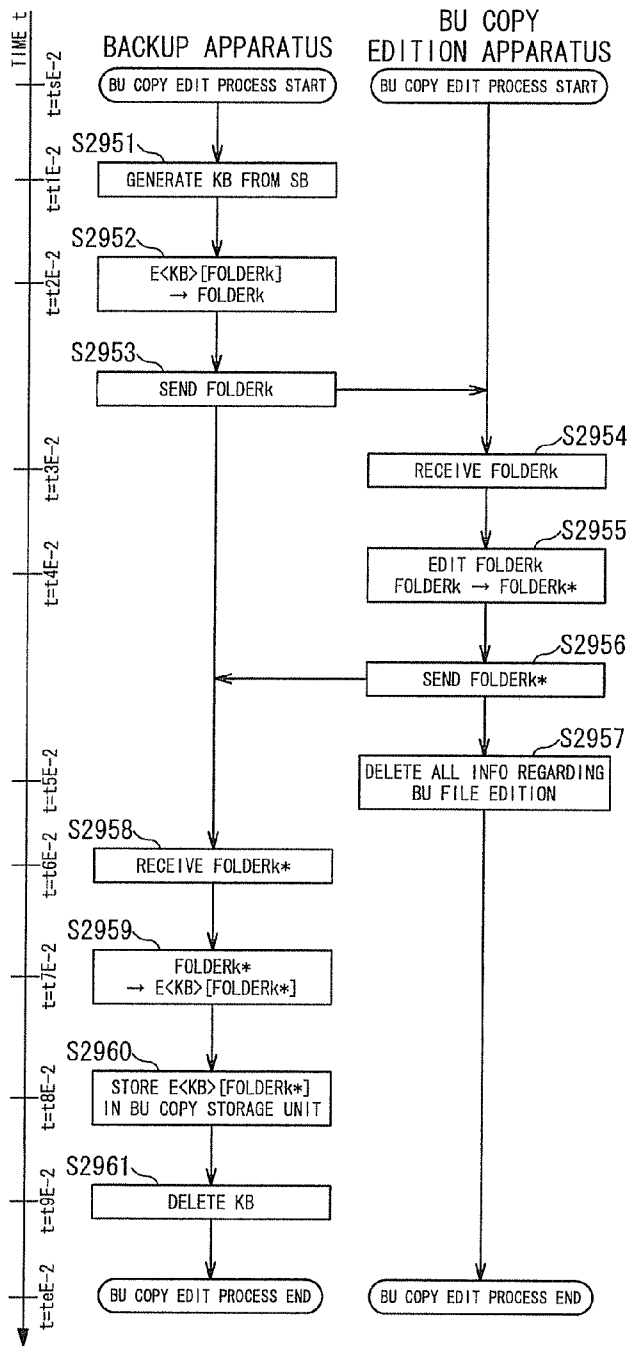 TIME t
BACKUP APPARATUS
BU COPY
EDITION APPARATUS
t=tsE-2
BU COPY EDIT PROCESS START
BU COPY EDIT PROCESS START
S2951
t=t1E-2
GENERATE KB FROM SB
S2952
t=t2E-2
E<KB>[FOLDERk]
→ FOLDERk
S2953
SEND FOLDERk
S2954
t=t3E-2
RECEIVE FOLDERk
S2955
t=t4E-2
EDIT FOLDERk
FOLDERk → FOLDERk*
S2956
SEND FOLDERk*
S2957
t=t5E-2
DELETE ALL INFO REGARDING
BU FILE EDITION
S2958
t=t6E-2
RECEIVE FOLDERk*
S2959
t=t7E-2
FOLDERk*
→ E<KB>[FOLDERk*]
S2960
t=t8E-2
STORE E<KB>[FOLDERk*]
IN BU COPY STORAGE UNIT
S2961
t=t9E-2
DELETE KB
t=teE-2
BU COPY EDIT PROCESS END
BU COPY EDIT PROCESS END